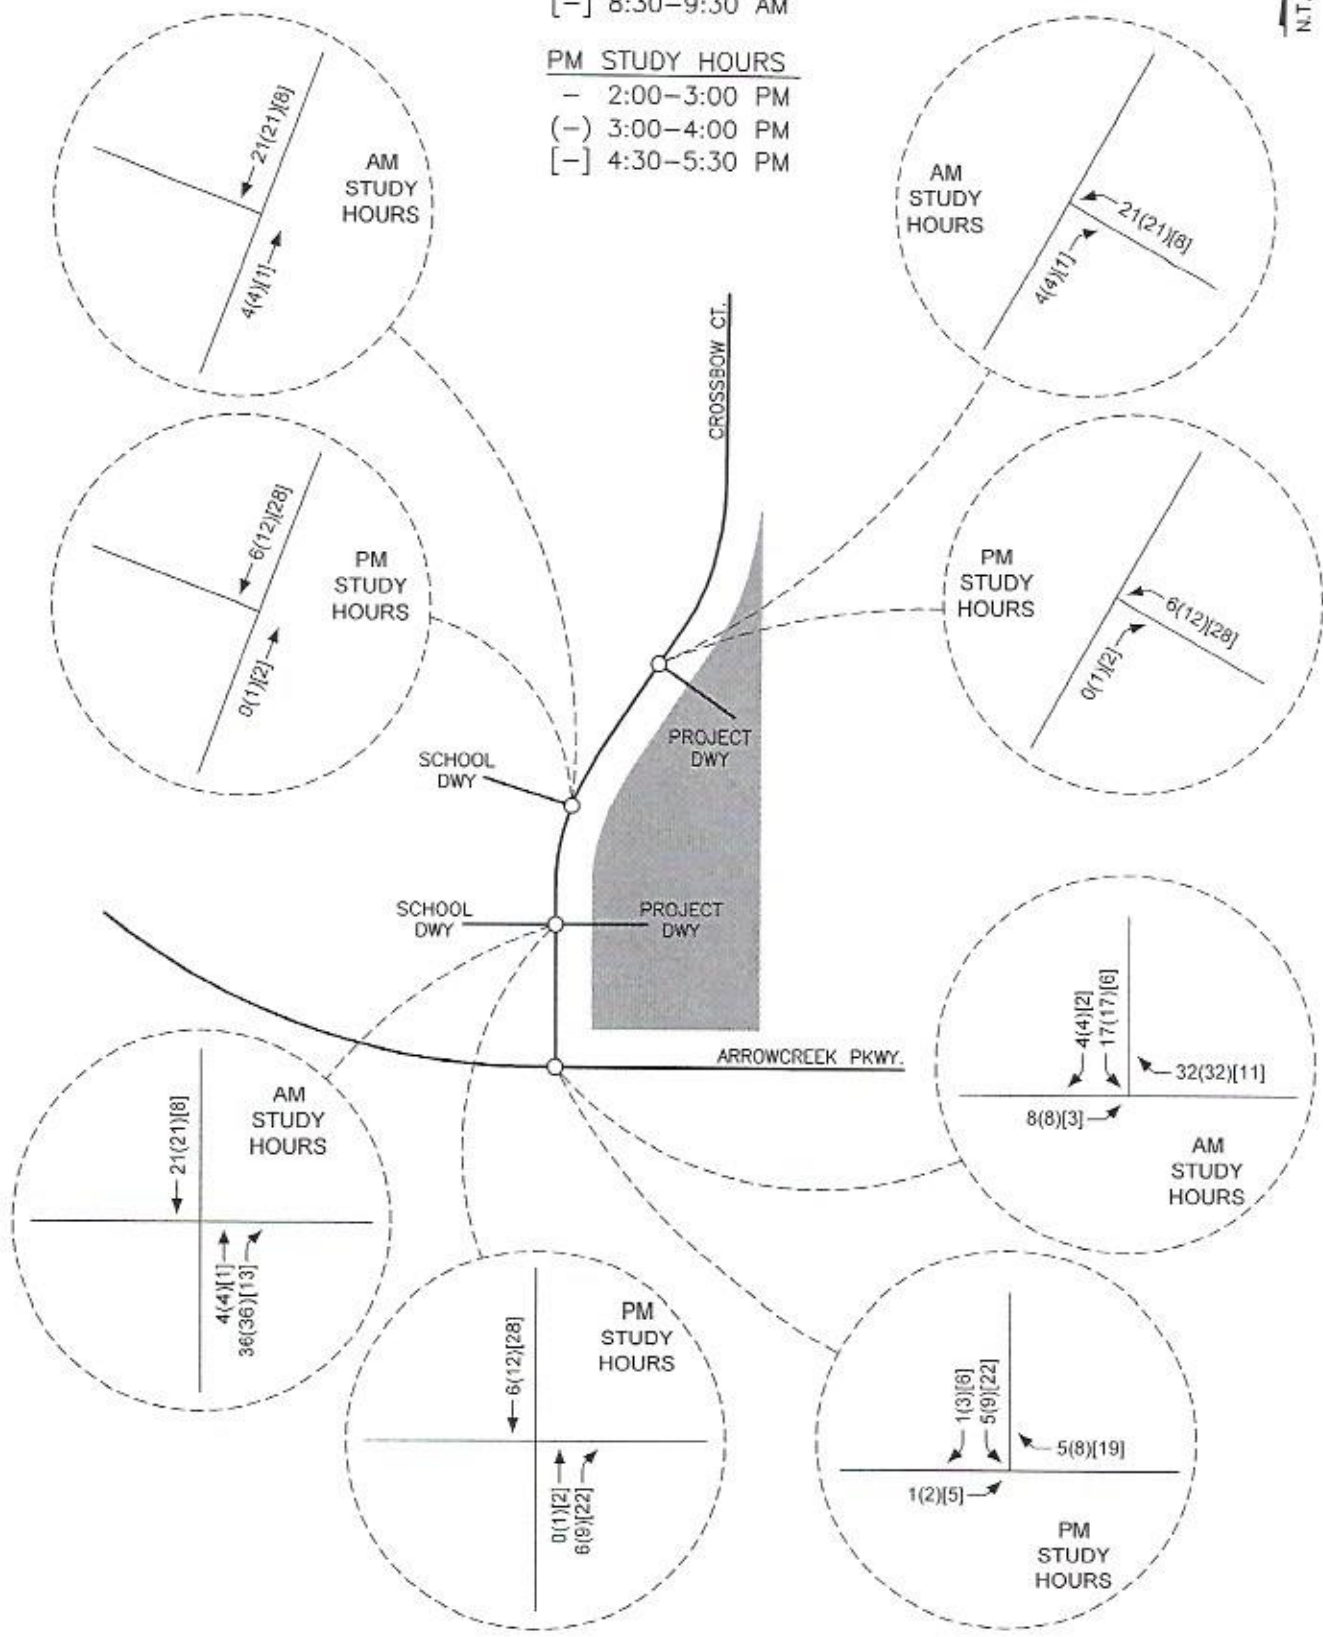 [-] 8:30-9:30 AM
N.T.
PM STUDY HOURS
- 2:00-3:00 PM
(-) 3:00-4:00 PM
[-] 4:30-5:30 PM
21(21)[8]
4(4)[1]
AM
STUDY
HOURS
AM
STUDY
HOURS
21(21)[8]
4(4)[1]
CROSSBOW CT.
6(12)[28]
0(1)[2]
PM
STUDY
HOURS
PM
STUDY
HOURS
6(12)[28]
0(1)[2]
PROJECT
DWY
SCHOOL
DWY
SCHOOL
DWY
PROJECT
DWY
ARROWCREEK PKWY.
4(4)[2]
17(17)[6]
32(32)[11]
8(8)[3]
AM
STUDY
HOURS
AM
STUDY
HOURS
21(21)[8]
4(4)[1]
36(36)[13]
PM
STUDY
HOURS
6(12)[28]
0(1)[2]
6(9)[22]
1(3)[6]
5(9)[22]
5(8)[19]
1(2)[5]
PM
STUDY
HOURS